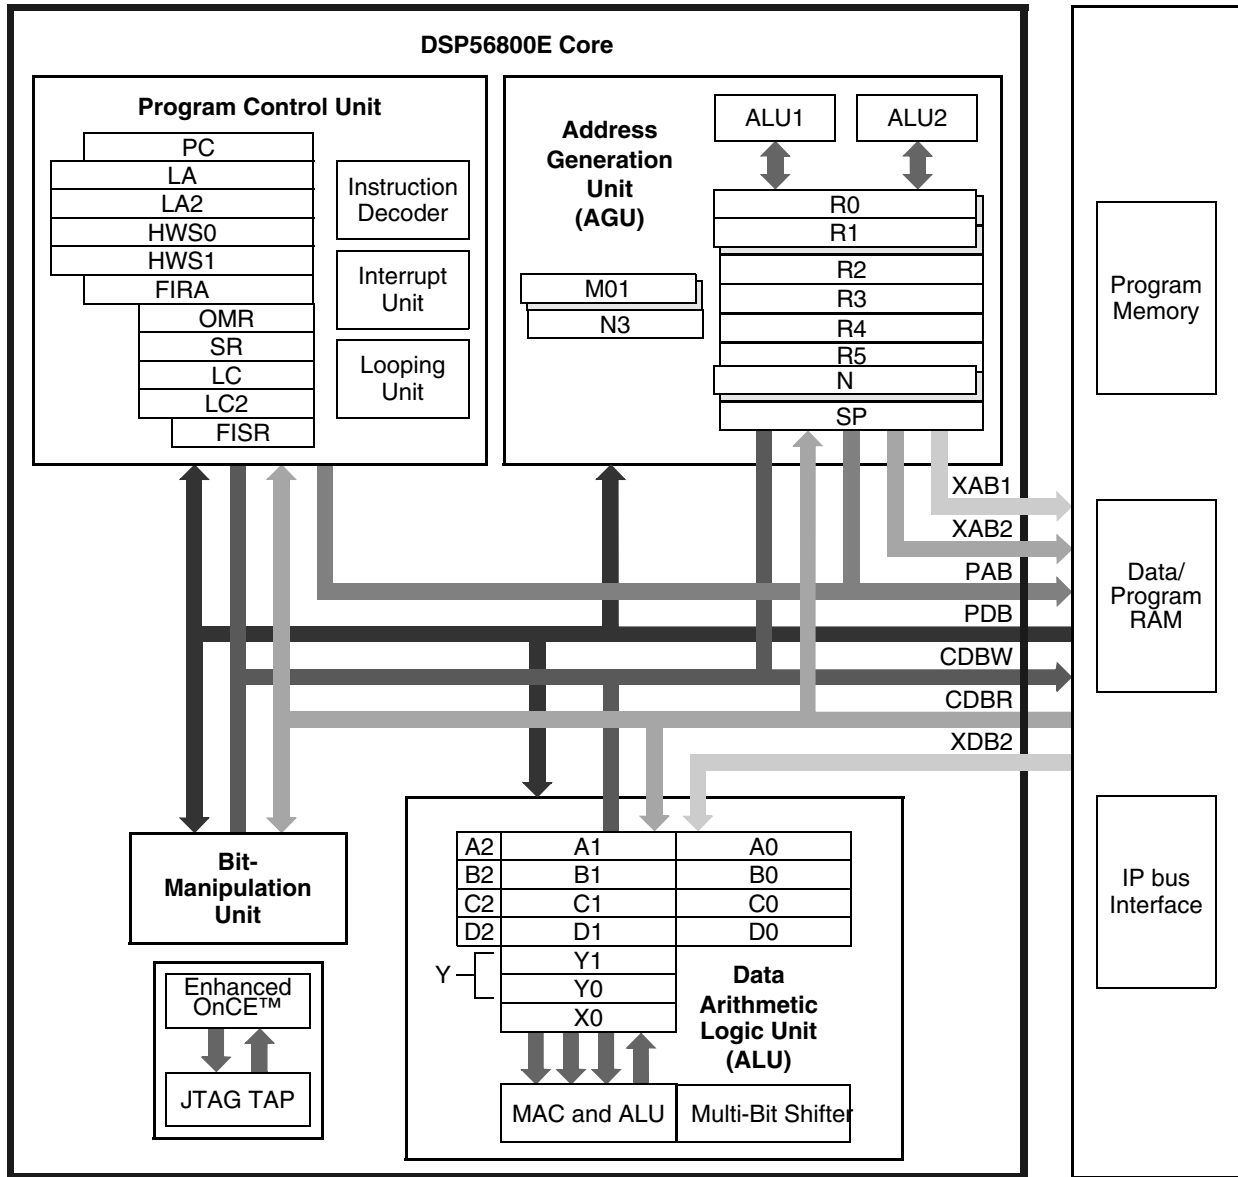 DSP56800E Core
Program Control Unit
PC
LA
LA2
HWS0
HWS1
FIRA
OMR
SR
LC
LC2
FISR
Instruction
Decoder
Interrupt
Unit
Looping
Unit
Address
Generation
Unit
(AGU)
ALU1
ALU2
R0
R1
R2
R3
R4
R5
N
SP
M01
N3
XAB1
XAB2
PAB
PDB
CDBW
CDBR
XDB2
Program
Memory
Data/
Program
RAM
IP bus
Interface
Bit-
Manipulation
Unit
Enhanced
OnCE™
JTAG TAP
A2 A1 A0
B2 B1 B0
C2 C1 C0
D2 D1 D0
Y
Y1
Y0
X0
Data
Arithmetic
Logic Unit
(ALU)
MAC and ALU
Multi-Bit Shifter